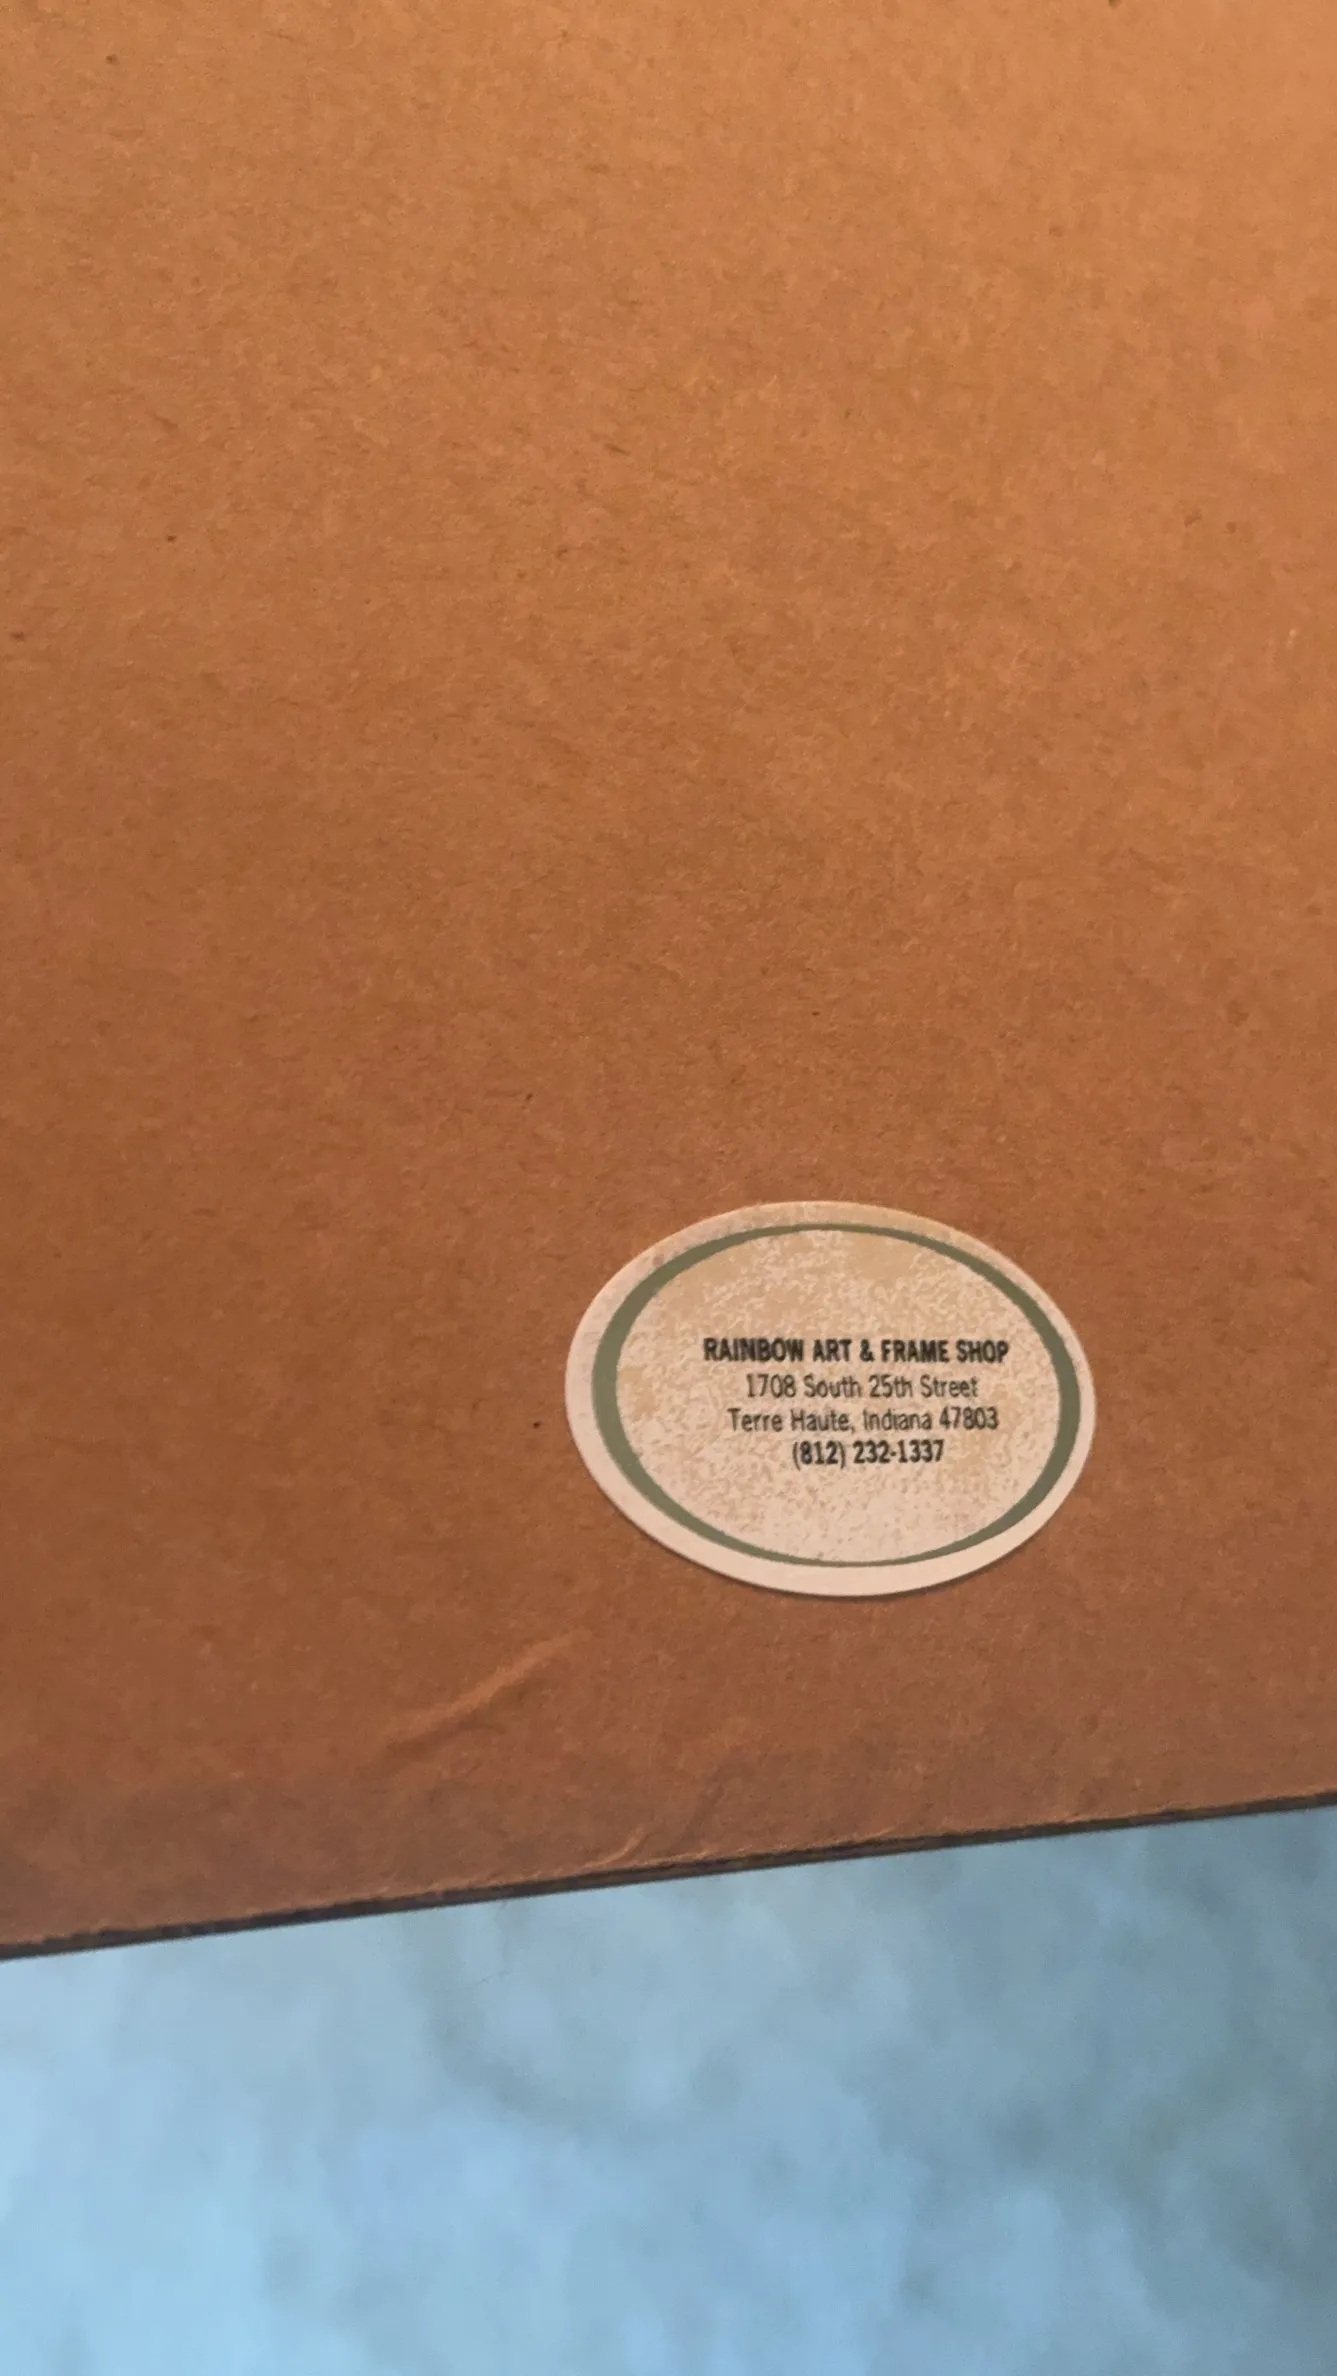 RAINBOW ART & FRAME SHOP
1708 South 25th Street
Terre Haute, Indiana 47803
(812) 232-1337